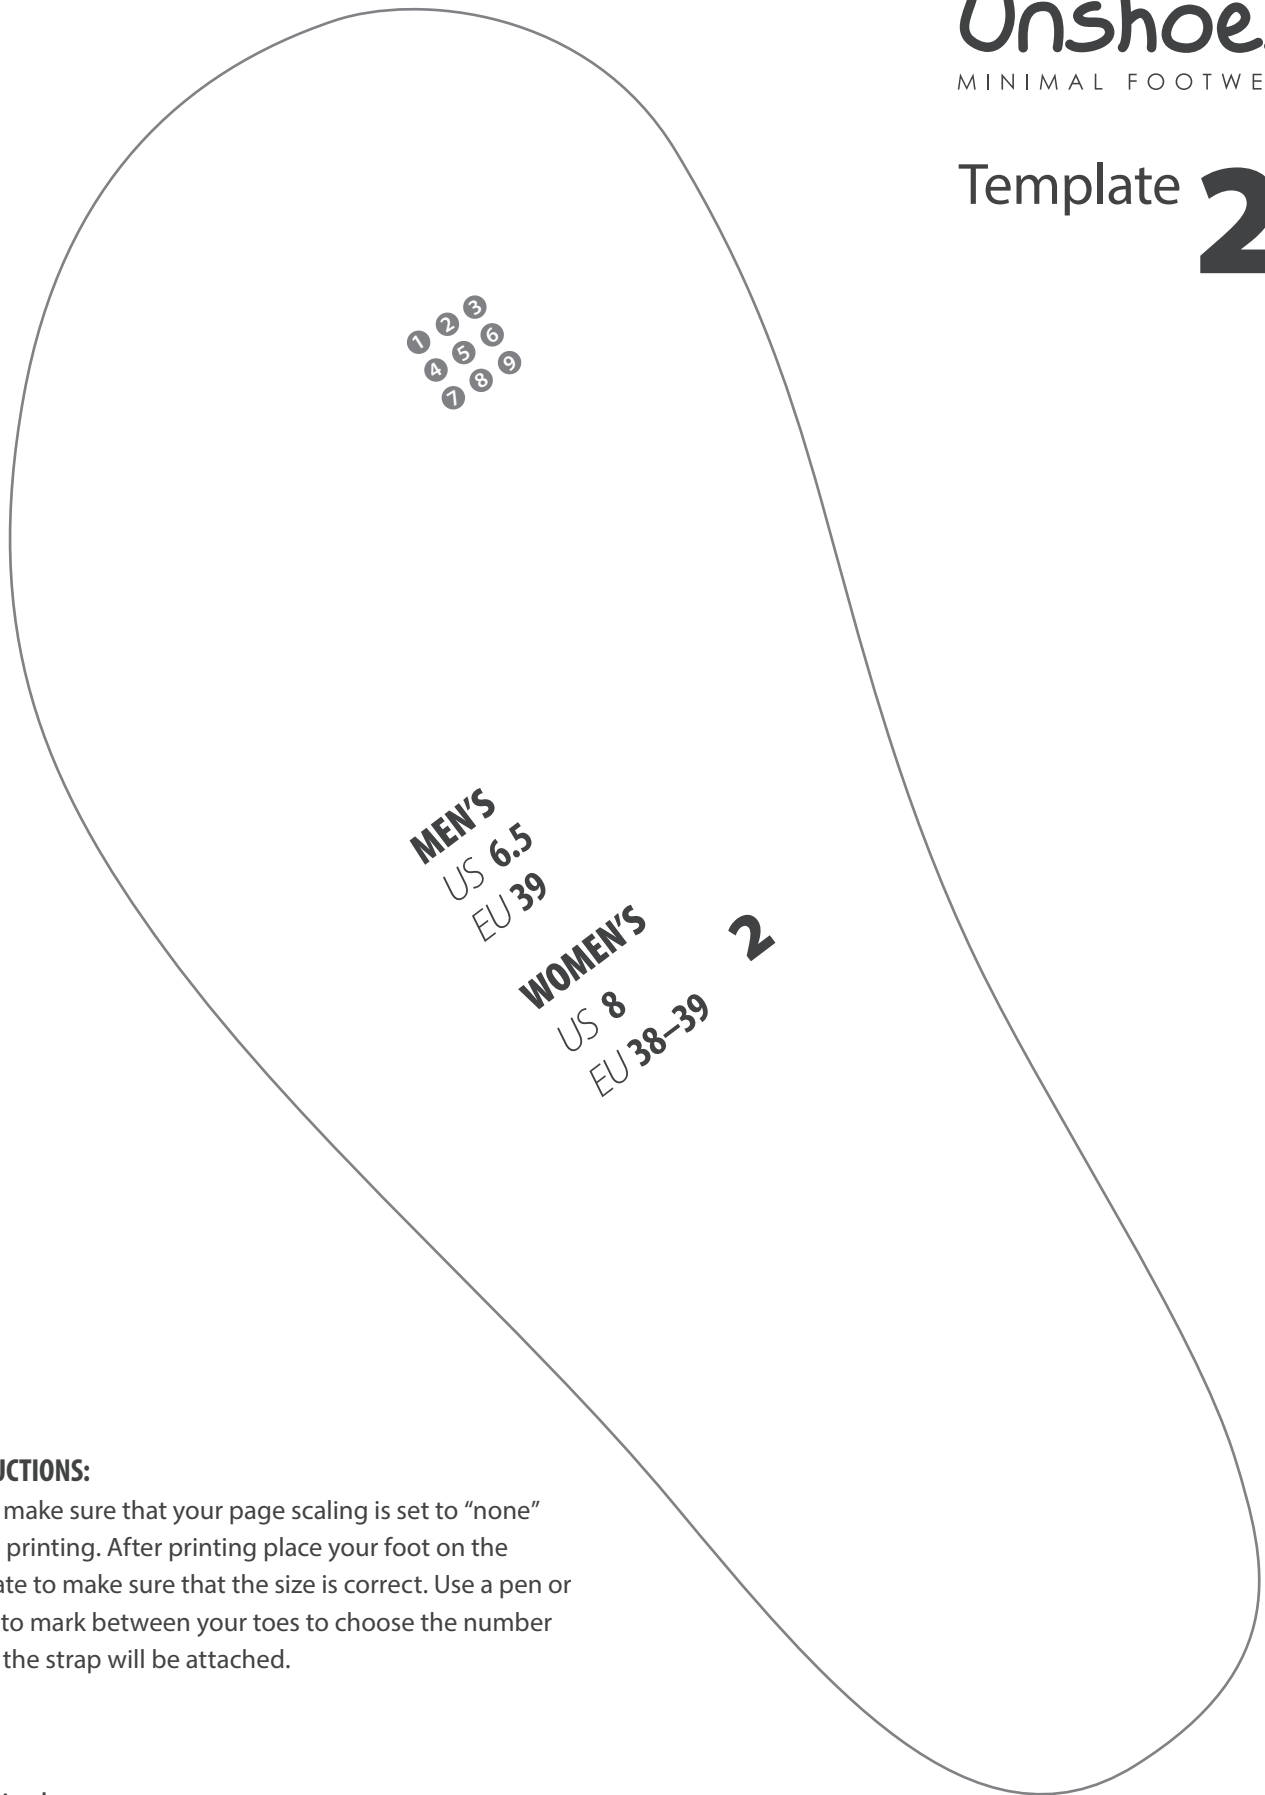 Unshoe
MINIMAL FOOTWE
Template 2
1 2 3
4 5 6
7 8 9
MEN'S
US 6.5
EU 39
WOMEN'S
US 8
EU 38–39
2
UCTIONS:
make sure that your page scaling is set to “none”
printing. After printing place your foot on the
ate to make sure that the size is correct. Use a pen or
to mark between your toes to choose the number
the strap will be attached.